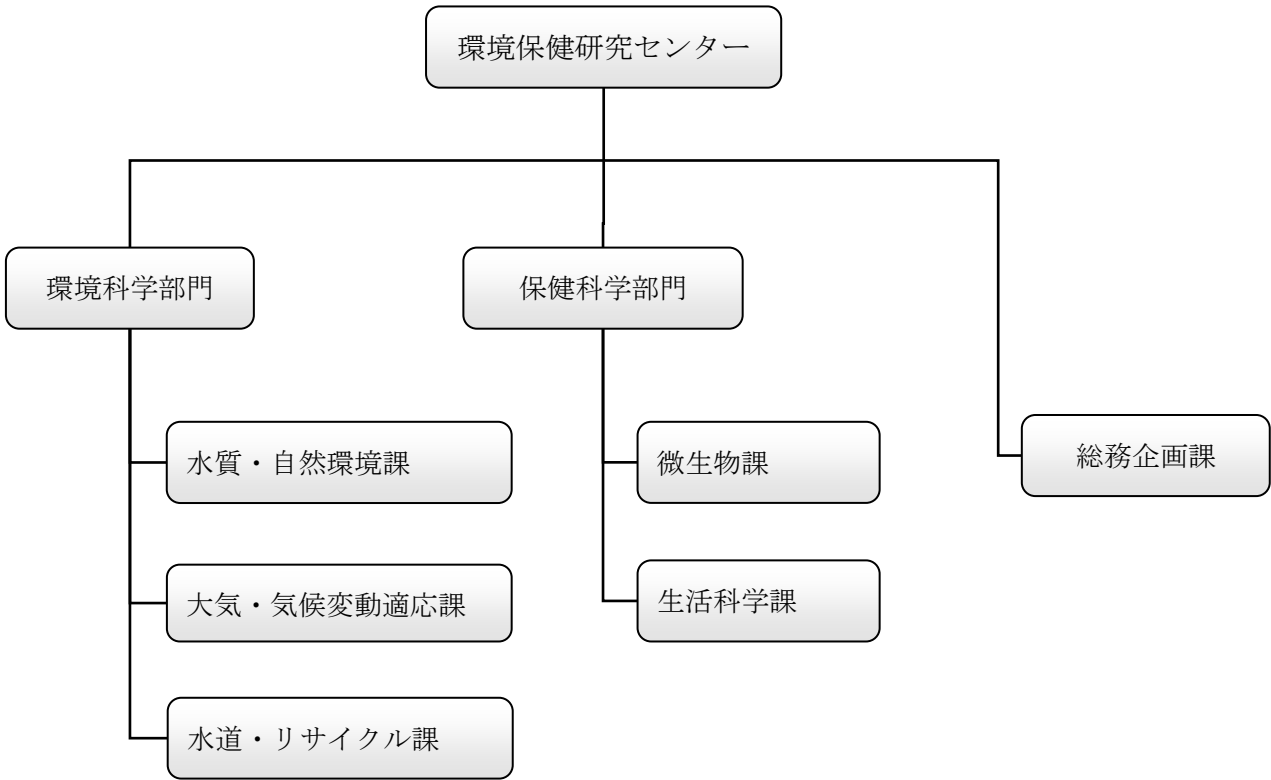 環境保健研究センター
環境科学部門
保健科学部門
水質・自然環境課
微生物課
総務企画課
大気・気候変動適応課
生活科学課
水道・リサイクル課